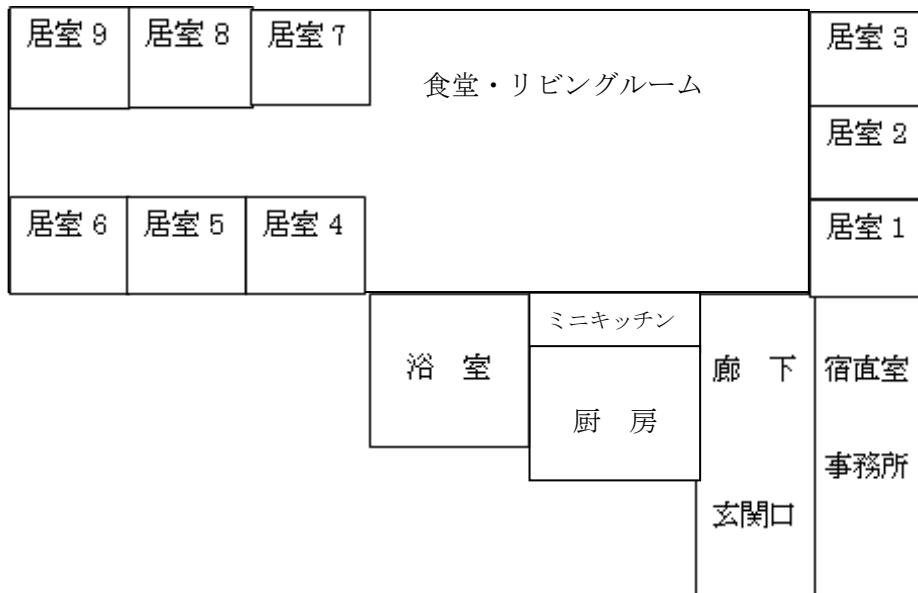 居室 9
居室 8
居室 7
食堂・リビングルーム
居室 3
居室 2
居室 6
居室 5
居室 4
居室 1
ミニキッチン
浴 室
厨 房
廊 下
宿直室
事務所
玄関口